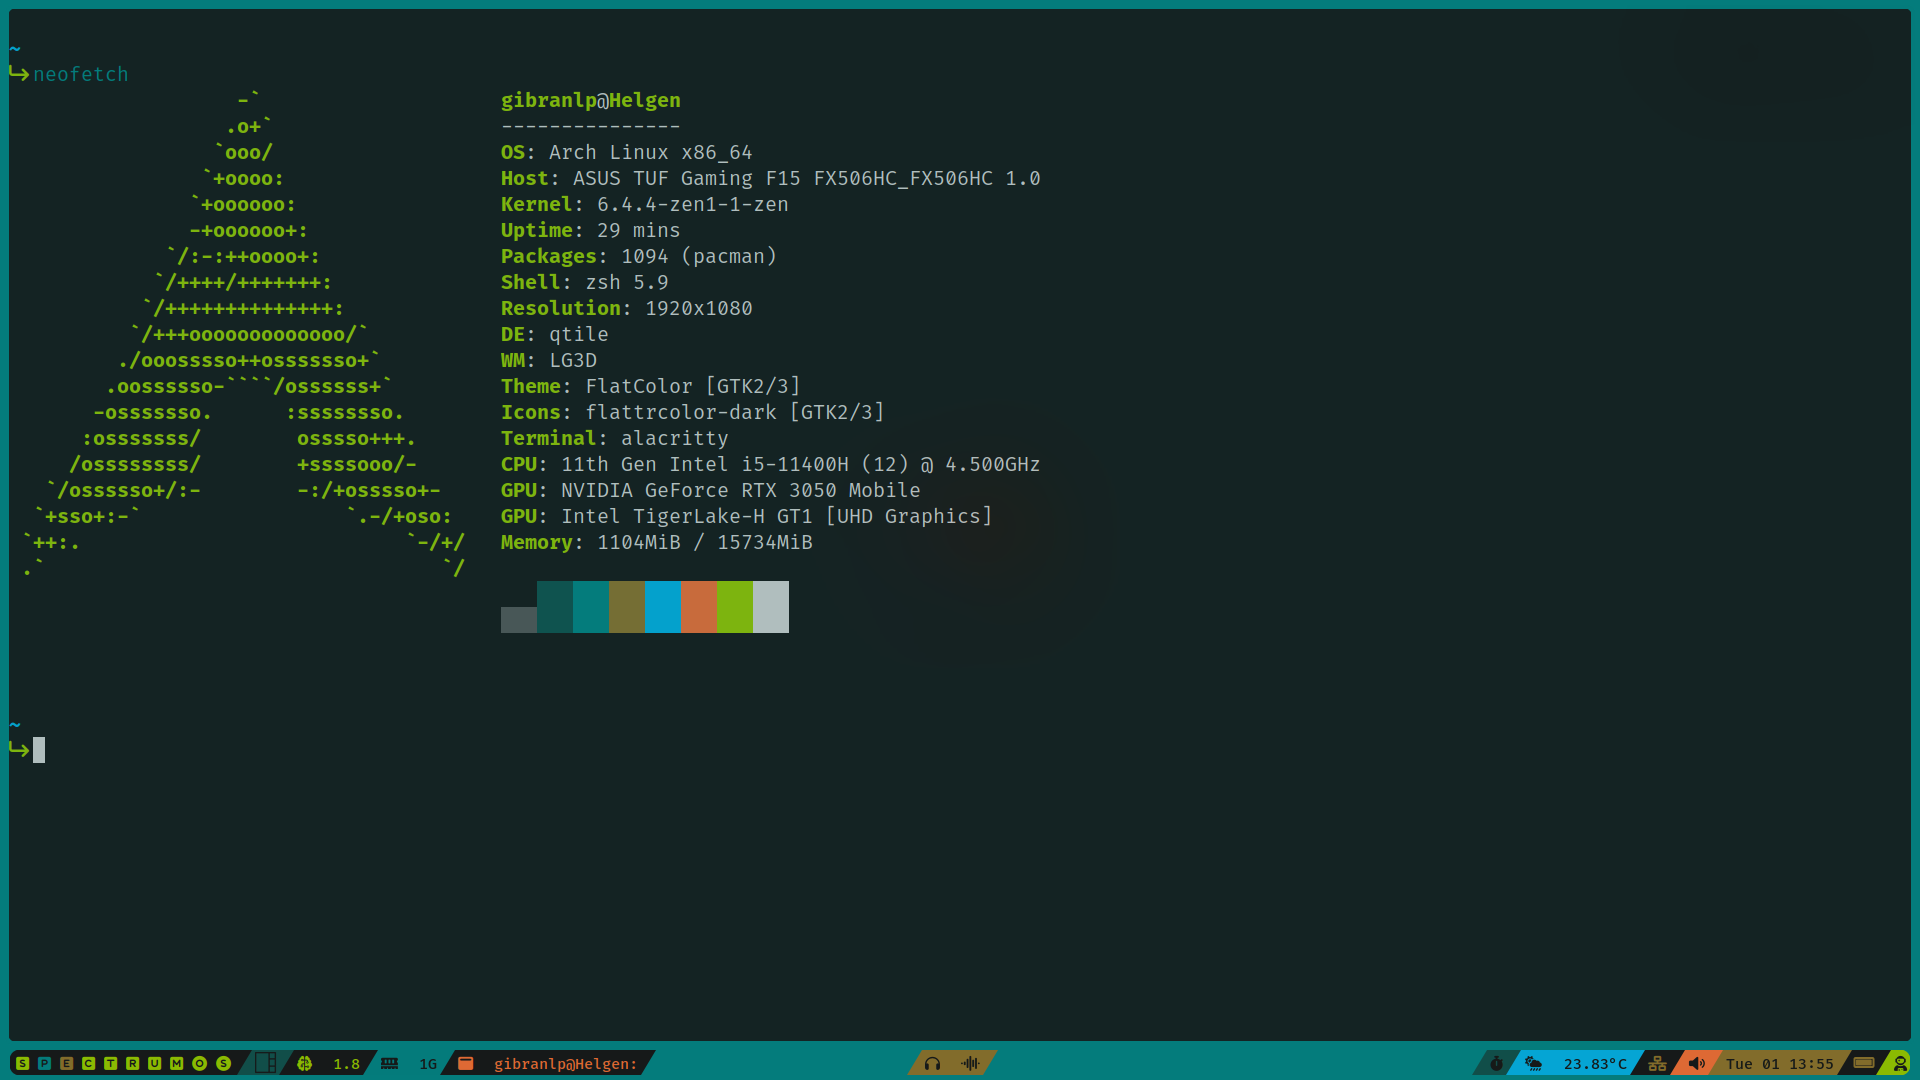 ~
↪neofetch
-`
.o+`
`ooo/
`+oooo:
`+oooooo:
-+oooooo+:
`/:-:++oooo+:
`/++++/+++++++:
`/++++++++++++++:
`/+++ooooooooooooo/`
./ooosssso++osssssso+`
.oossssso-````/ossssss+`
-osssssso.      :ssssssso.
:osssssss/        osssso+++.
/ossssssss/        +ssssooo/-
`/ossssso+/:-        -:/+osssso+-
`+sso+:-`                 `.-/+oso:
`++:.                           `-/+/
.`                                 `/
gibranlp@Helgen
---------------
OS: Arch Linux x86_64
Host: ASUS TUF Gaming F15 FX506HC_FX506HC 1.0
Kernel: 6.4.4-zen1-1-zen
Uptime: 29 mins
Packages: 1094 (pacman)
Shell: zsh 5.9
Resolution: 1920x1080
DE: qtile
WM: LG3D
Theme: FlatColor [GTK2/3]
Icons: flattrcolor-dark [GTK2/3]
Terminal: alacritty
CPU: 11th Gen Intel i5-11400H (12) @ 4.500GHz
GPU: NVIDIA GeForce RTX 3050 Mobile
GPU: Intel TigerLake-H GT1 [UHD Graphics]
Memory: 1104MiB / 15734MiB
~
↪
S P E C T R U M O S 1.8 1G gibranlp@Helgen: 23.83°C Tue 01 13:55